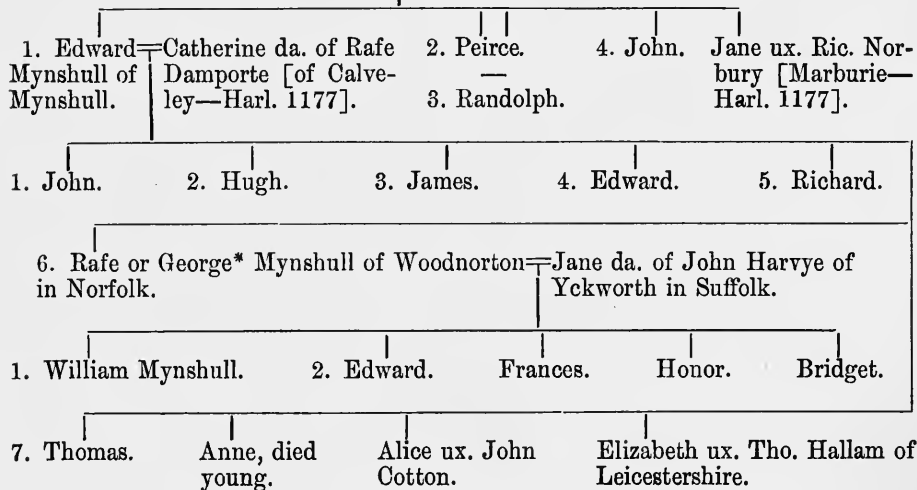 1. Edward Catherine da. of Rafe 2. Peirce. 4. John. Jane ux. Ric. Nor-
Mynshull of Damporte [of Calve- — bury [Marburie—
Mynshull. ley—Harl. 1177]. 3. Randolph. Harl. 1177].
1. John. 2. Hugh. 3. James. 4. Edward. 5. Richard.
6. Rafe or George* Mynshull of Woodnorton Jane da. of John Harvye of
in Norfolk. Yckworth in Suffolk.
1. William Mynshull. 2. Edward. Frances. Honor. Bridget.
7. Thomas. Anne, died Alice ux. John Elizabeth ux. Tho. Hallam of
young. Cotton. Leicestershire.